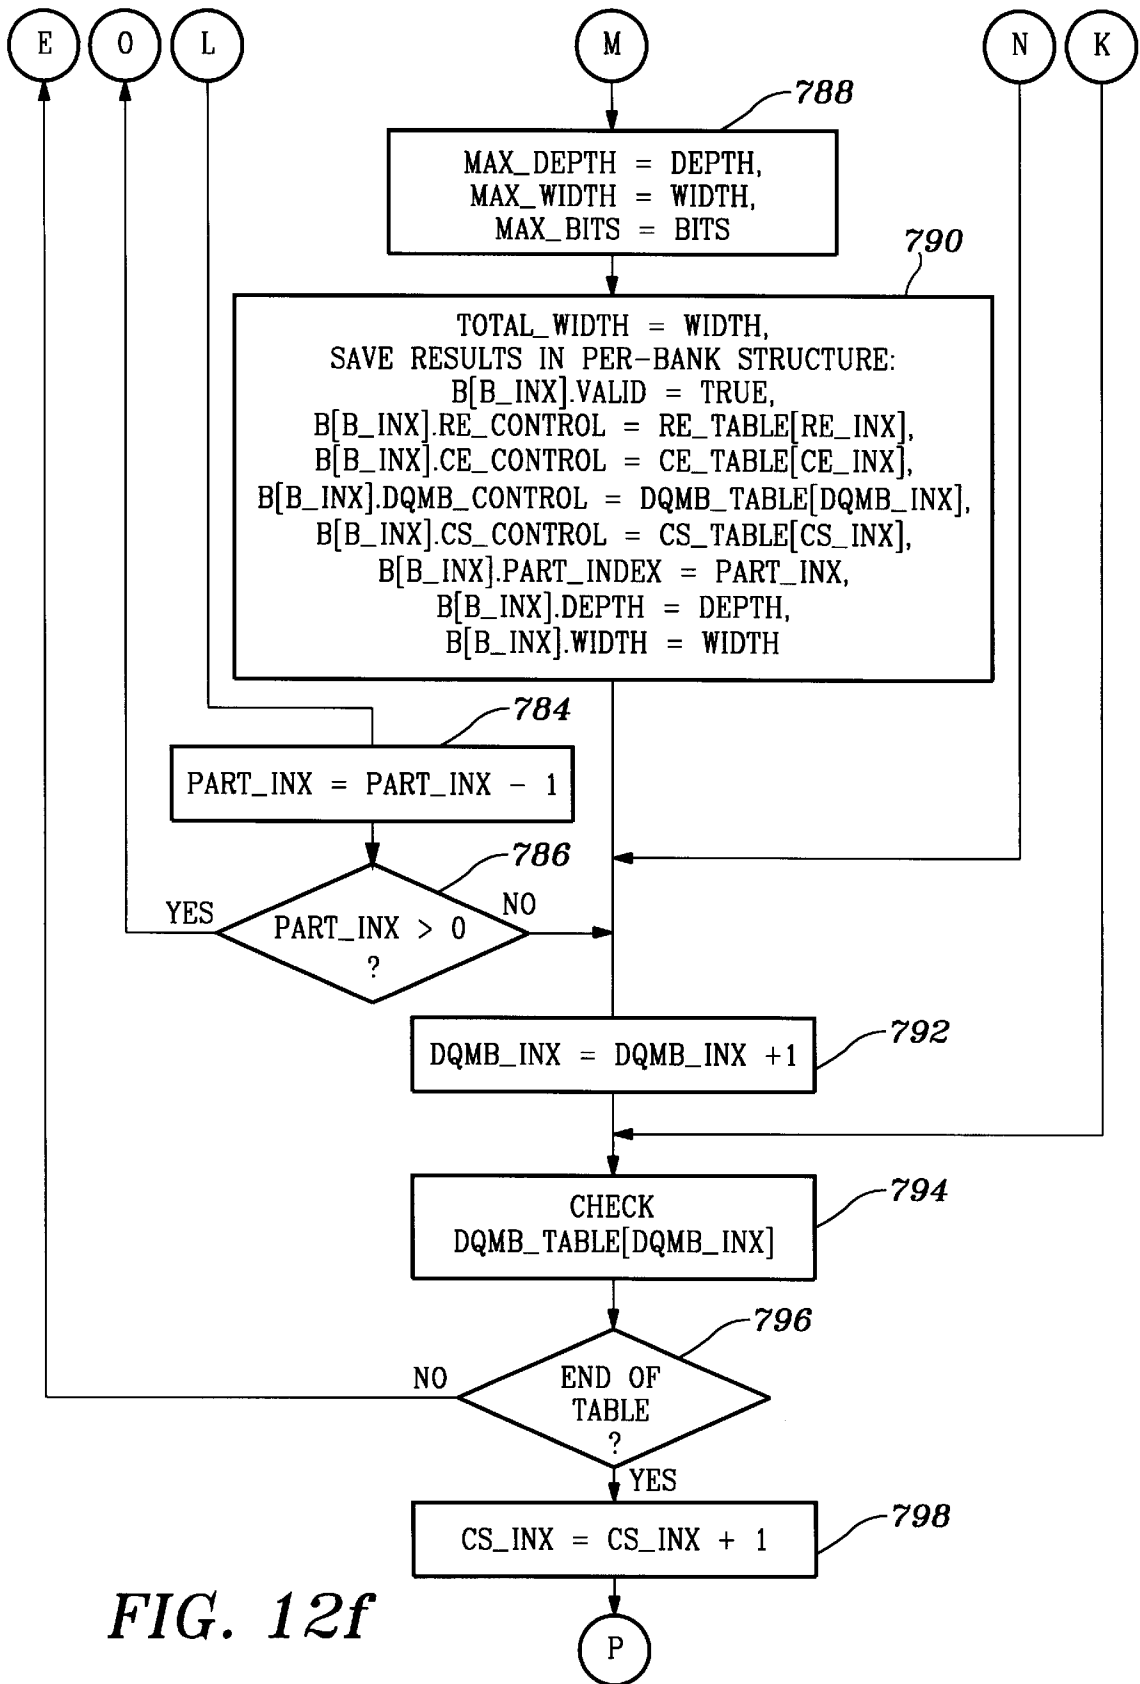 E O L M N K
788
MAX_DEPTH = DEPTH,
MAX_WIDTH = WIDTH,
MAX_BITS = BITS
790
TOTAL_WIDTH = WIDTH,
SAVE RESULTS IN PER-BANK STRUCTURE:
B[B_INX].VALID = TRUE,
B[B_INX].RE_CONTROL = RE_TABLE[RE_INX],
B[B_INX].CE_CONTROL = CE_TABLE[CE_INX],
B[B_INX].DQMB_CONTROL = DQMB_TABLE[DQMB_INX],
B[B_INX].CS_CONTROL = CS_TABLE[CS_INX],
B[B_INX].PART_INDEX = PART_INX,
B[B_INX].DEPTH = DEPTH,
B[B_INX].WIDTH = WIDTH
784
PART_INX = PART_INX - 1
786
YES
PART_INX > 0
?
NO
792
DQMB_INX = DQMB_INX +1
794
CHECK
DQMB_TABLE[DQMB_INX]
796
NO
END OF
TABLE
?
YES
798
CS_INX = CS_INX + 1
P
FIG. 12f